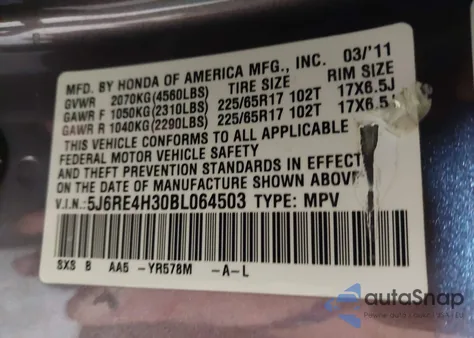 MFD. BY HONDA OF AMERICA MFG., INC. 03/'11
GVWR 2070KG(4560LBS) TIRE SIZE RIM SIZE
GAWR F 1050KG(2310LBS) 225/65R17 102T 17X6.5J
GAWR R 1040KG(2290LBS) 225/65R17 102T 17X6.5J
THIS VEHICLE CONFORMS TO ALL APPLICABLE
FEDERAL MOTOR VEHICLE SAFETY
AND THEFT PREVENTION STANDARDS IN EFFECT
ON THE DATE OF MANUFACTURE SHOWN ABOVE
V.I.N.: 5J6RE4H30BL064503 TYPE: MPV
SXS B AA5 -YR578M -A-L
autoSnap